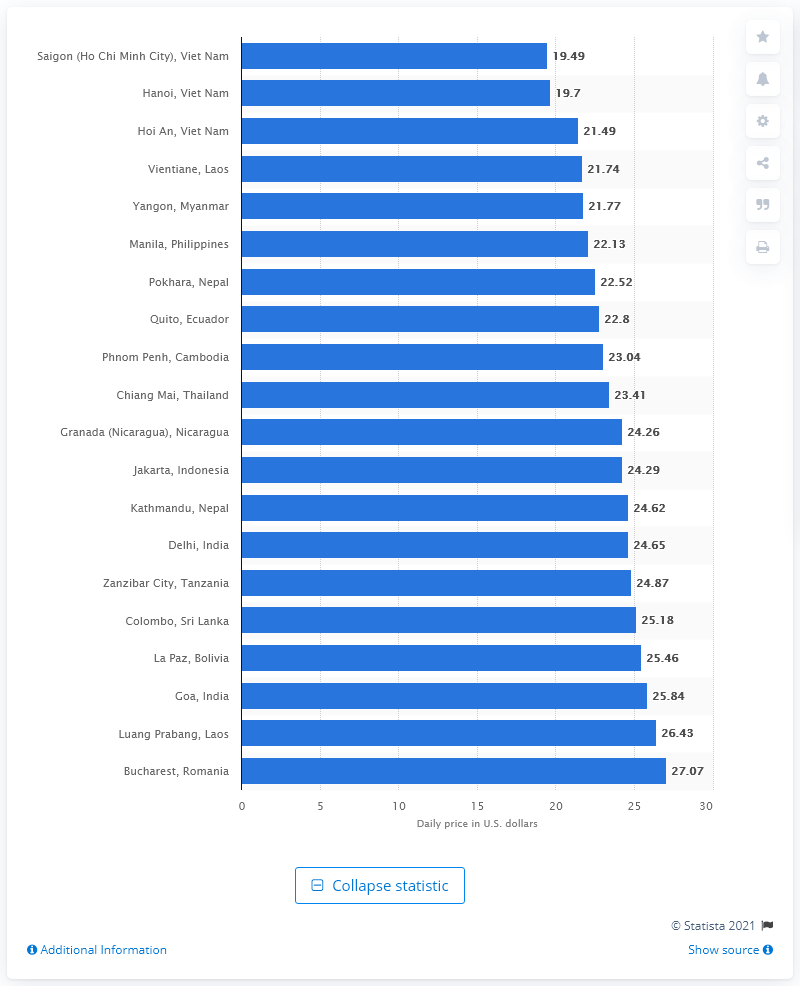 Saigon (Ho Chi Minh City), Viet Nam 19.49
Hanoi, Viet Nam 19.7
Hoi An, Viet Nam 21.49
Vientiane, Laos 21.74
Yangon, Myanmar 21.77
Manila, Philippines 22.13
Pokhara, Nepal 22.52
Quito, Ecuador 22.8
Phnom Penh, Cambodia 23.04
Chiang Mai, Thailand 23.41
Granada (Nicaragua), Nicaragua 24.26
Jakarta, Indonesia 24.29
Kathmandu, Nepal 24.62
Delhi, India 24.65
Zanzibar City, Tanzania 24.87
Colombo, Sri Lanka 25.18
La Paz, Bolivia 25.46
Goa, India 25.84
Luang Prabang, Laos 26.43
Bucharest, Romania 27.07
0 5 10 15 20 25 30
Daily price in U.S. dollars
Collapse statistic
© Statista 2021
Additional Information Show source